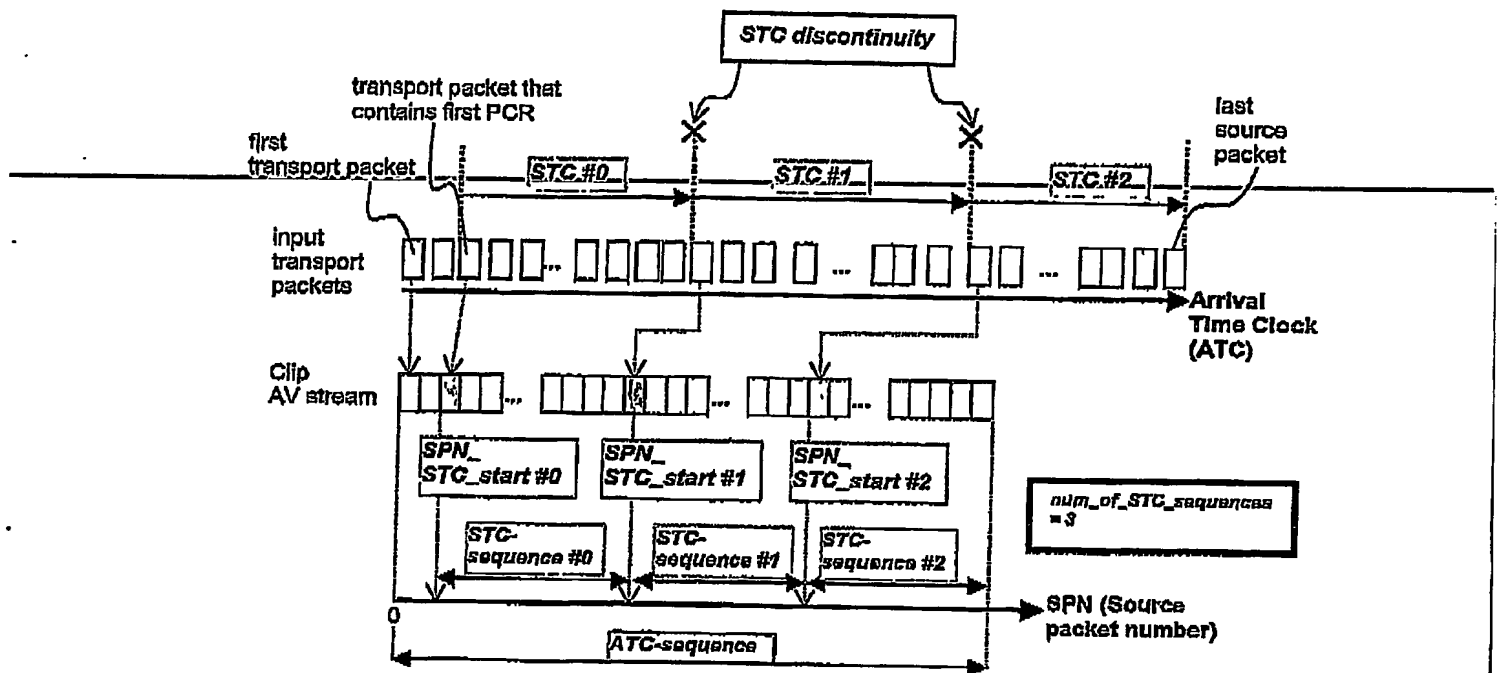 STC discontinuity
transport packet that
contains first PCR
last
source
packet
first
transport packet
STC #0
STC #1
STC #2
input
transport
packets
...
...
...
Arrival
Time Clock
(ATC)
Clip
AV stream
...
...
...
SPN_
STC_start #0
SPN_
STC_start #1
SPN_
STC_start #2
num_of_STC_sequences
= 3
STC-
sequence #0
STC-
sequence #1
STC-
sequence #2
0
SPN (Source
packet number)
ATC-sequence